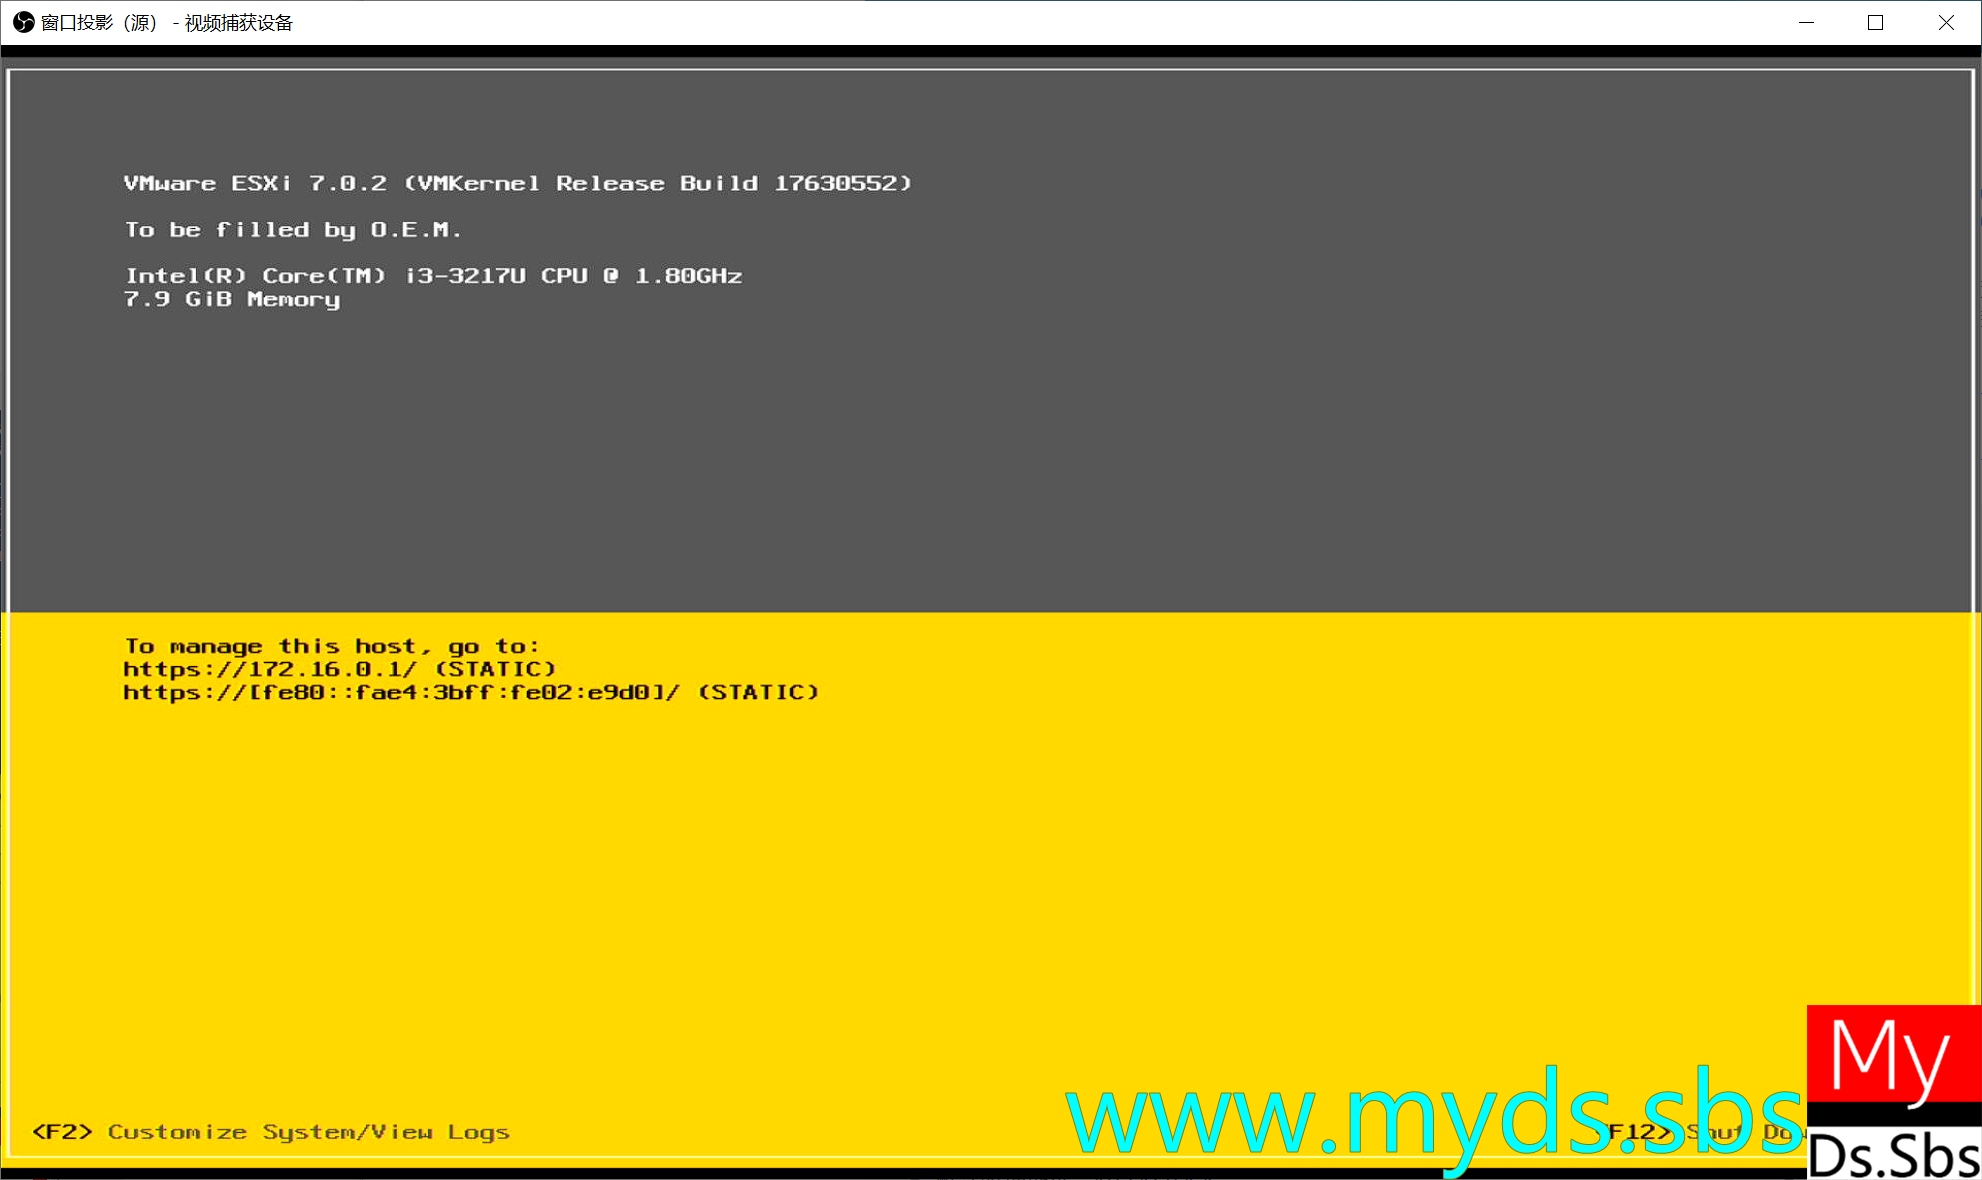 窗口投影（源） - 视频捕获设备
VMware ESXi 7.0.2 (VMKernel Release Build 17630552)
To be filled by O.E.M.
Intel(R) Core(TM) i3-3217U CPU @ 1.80GHz
7.9 GiB Memory
To manage this host, go to:
https://172.16.0.1/ (STATIC)
https://[fe80::fae4:3bff:fe02:e9d0]/ (STATIC)
<F2> Customize System/View Logs
<F12> Shut
www.myds.sbs
My
Ds.Sbs